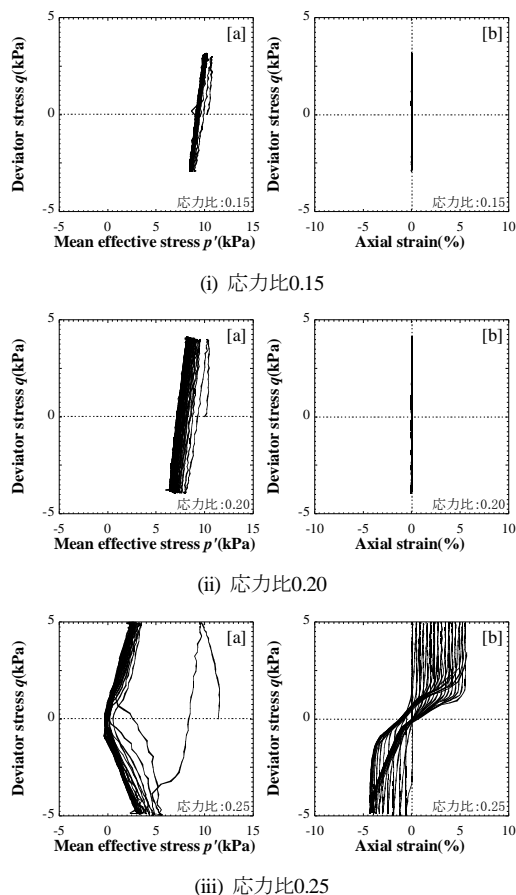 [a]
5
0
-5
Deviator stress q(kPa)
応力比:0.15
-5 0 5 10 15
Mean effective stress p'(kPa)
[b]
5
0
-5
Deviator stress q(kPa)
応力比:0.15
-10 -5 0 5 10
Axial strain(%)
(i) 応力比0.15
[a]
5
0
-5
Deviator stress q(kPa)
応力比:0.20
-5 0 5 10 15
Mean effective stress p'(kPa)
[b]
5
0
-5
Deviator stress q(kPa)
応力比:0.20
-10 -5 0 5 10
Axial strain(%)
(ii) 応力比0.20
[a]
5
0
-5
Deviator stress q(kPa)
応力比:0.25
-5 0 5 10 15
Mean effective stress p'(kPa)
[b]
5
0
-5
Deviator stress q(kPa)
応力比:0.25
-10 -5 0 5 10
Axial strain(%)
(iii) 応力比0.25